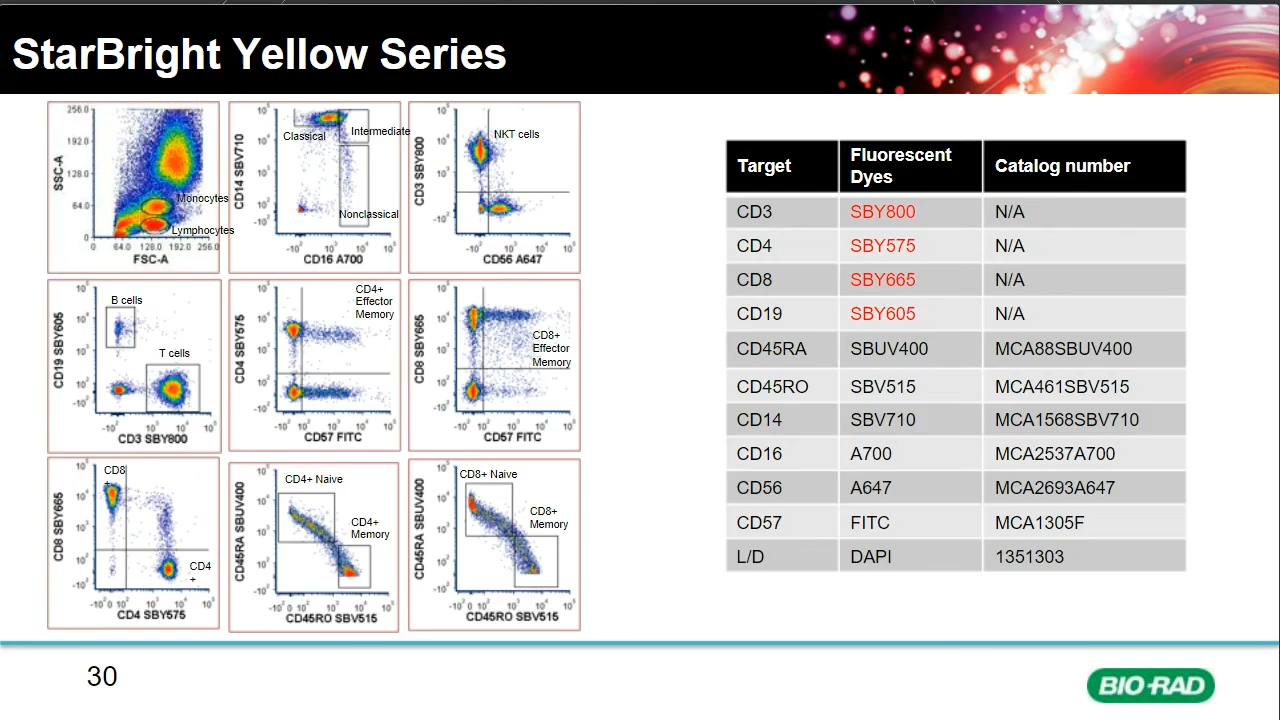 StarBright Yellow Series
256.0
192.0
128.0
64.0
0
SSC-A
Monocytes
Lymphocytes
0 64.0 128.0 192.0 256.0
FSC-A
CD14 SBV710
Classical
Intermediate
Nonclassical
CD16 A700
CD3 SBY800
NKT cells
CD56 A647
CD19 SBY605
B cells
T cells
CD3 SBY800
CD4 SBY575
CD4+
Effector
Memory
CD57 FITC
CD8 SBY665
CD8+
Effector
Memory
CD57 FITC
CD8 SBY665
CD8
+
CD4
+
CD4 SBY575
CD45RA SBUV400
CD4+ Naive
CD4+
Memory
CD45RO SBV515
CD45RA SBUV400
CD8+ Naive
CD8+
Memory
CD45RO SBV515
Target Fluorescent Dyes Catalog number
CD3 SBY800 N/A
CD4 SBY575 N/A
CD8 SBY665 N/A
CD19 SBY605 N/A
CD45RA SBUV400 MCA88SBUV400
CD45RO SBV515 MCA461SBV515
CD14 SBV710 MCA1568SBV710
CD16 A700 MCA2537A700
CD56 A647 MCA2693A647
CD57 FITC MCA1305F
L/D DAPI 1351303
30
BIO-RAD